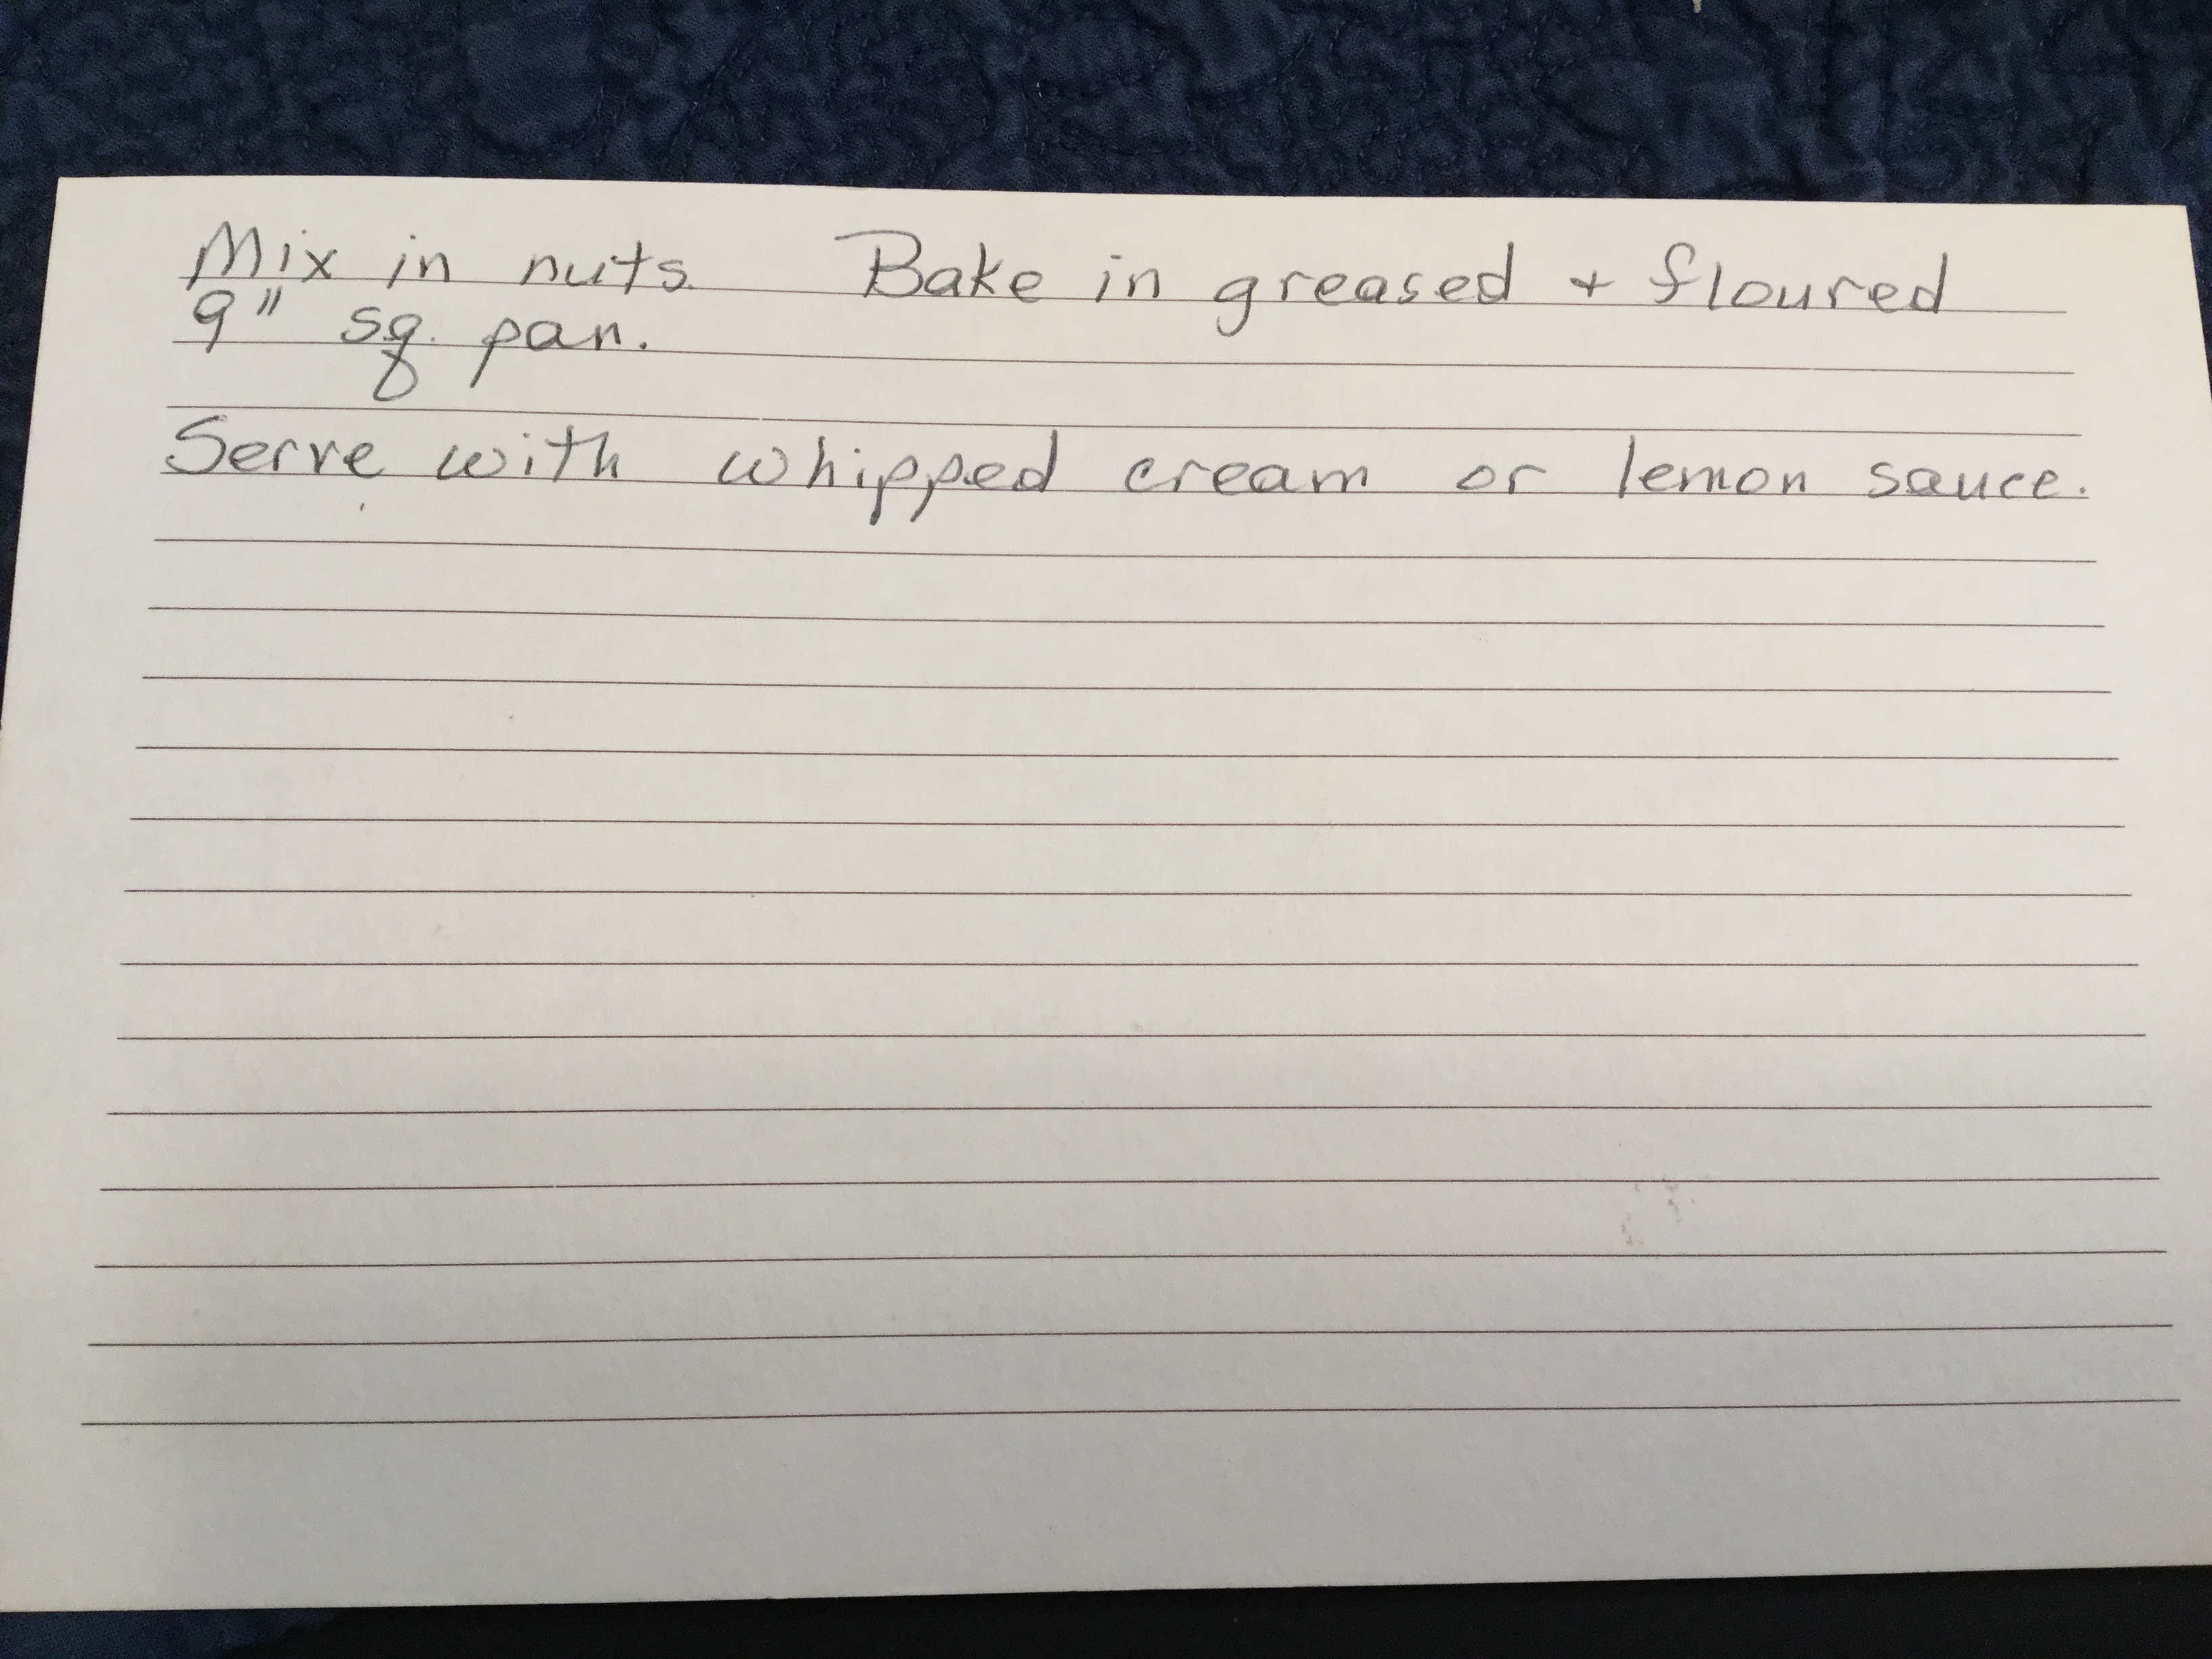 Mix in nuts. Bake in greased + floured
9" sq. pan.
Serve with whipped cream or lemon sauce.